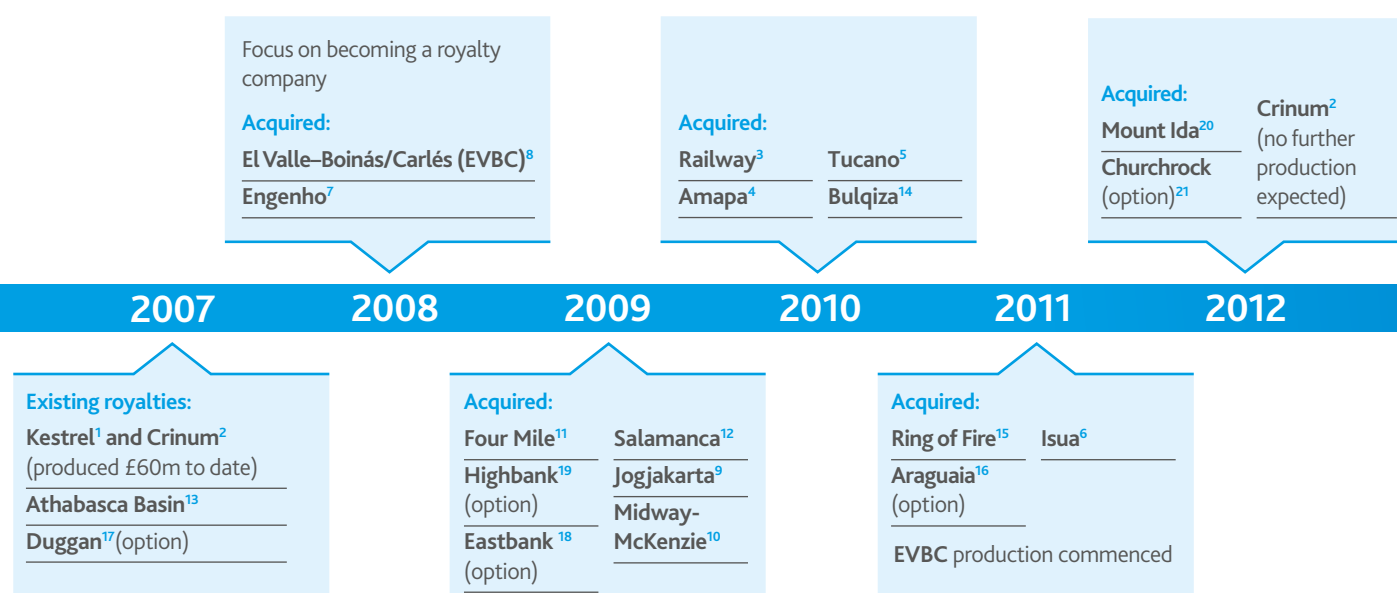 Focus on becoming a royalty
company
Acquired:
El Valle–Boinás/Carlés (EVBC)8
Engenho7
Acquired:
Railway3
Amapa4
Tucano5
Bulqiza14
Acquired:
Mount Ida20
Churchrock
(option)21
Crinum2
(no further
production
expected)
2007 2008 2009 2010 2011 2012
Existing royalties:
Kestrel1 and Crinum2
(produced £60m to date)
Athabasca Basin13
Duggan17(option)
Acquired:
Four Mile11
Highbank19
(option)
Eastbank 18
(option)
Salamanca12
Jogjakarta9
Midway-
McKenzie10
Acquired:
Ring of Fire15
Araguaia16
(option)
Isua6
EVBC production commenced